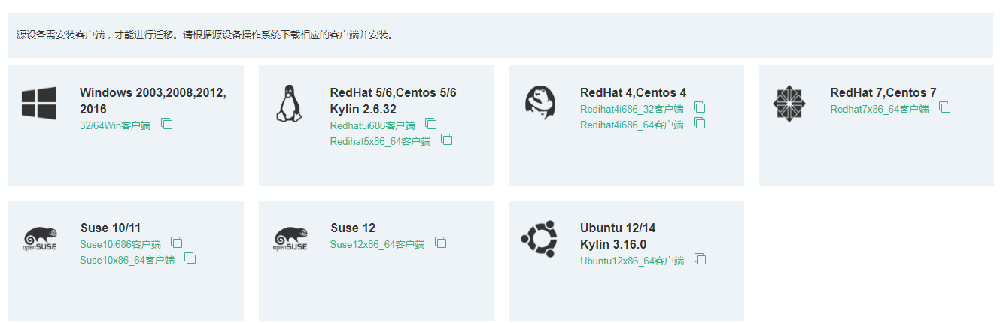 源设备需安装客户端，才能进行迁移。请根据源设备操作系统下载相应的客户端并安装。
Windows 2003,2008,2012,
2016
32/64Win客户端
RedHat 5/6,Centos 5/6
Kylin 2.6.32
Redhat5i686客户端
Redihat5x86_64客户端
RedHat 4,Centos 4
Redihat4i686_32客户端
Redihat4i686_64客户端
RedHat 7,Centos 7
Redhat7x86_64客户端
openSUSE
Suse 10/11
Suse10i686客户端
Suse10x86_64客户端
openSUSE
Suse 12
Suse12x86_64客户端
Ubuntu 12/14
Kylin 3.16.0
Ubuntu12x86_64客户端